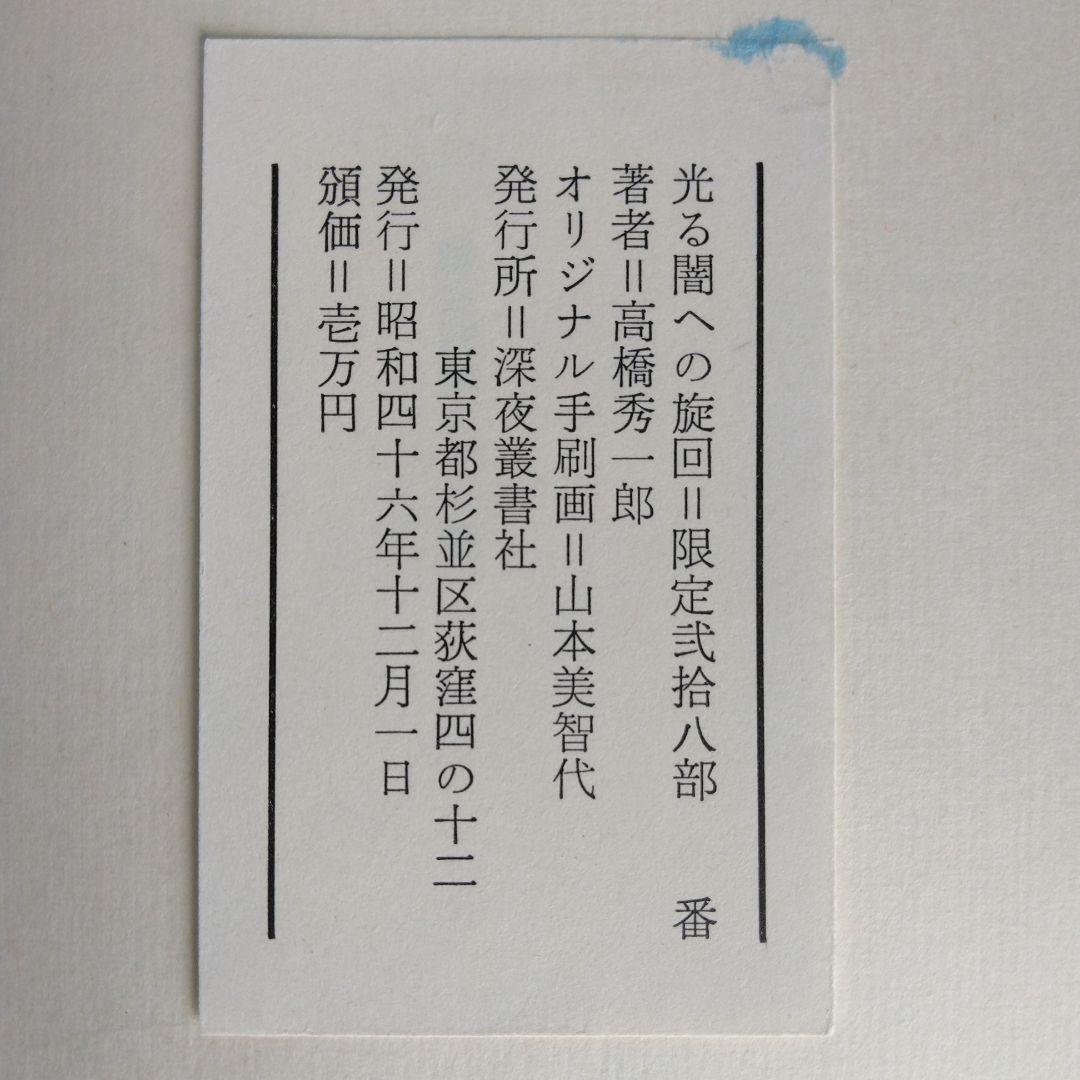 光る闇への旋回＝限定弐拾八部　番
著者＝高橋秀一郎
オリジナル手刷画＝山本美智代
発行所＝深夜叢書社
東京都杉並区荻窪四の十二
発行＝昭和四十六年十二月一日
頒価＝壱万円